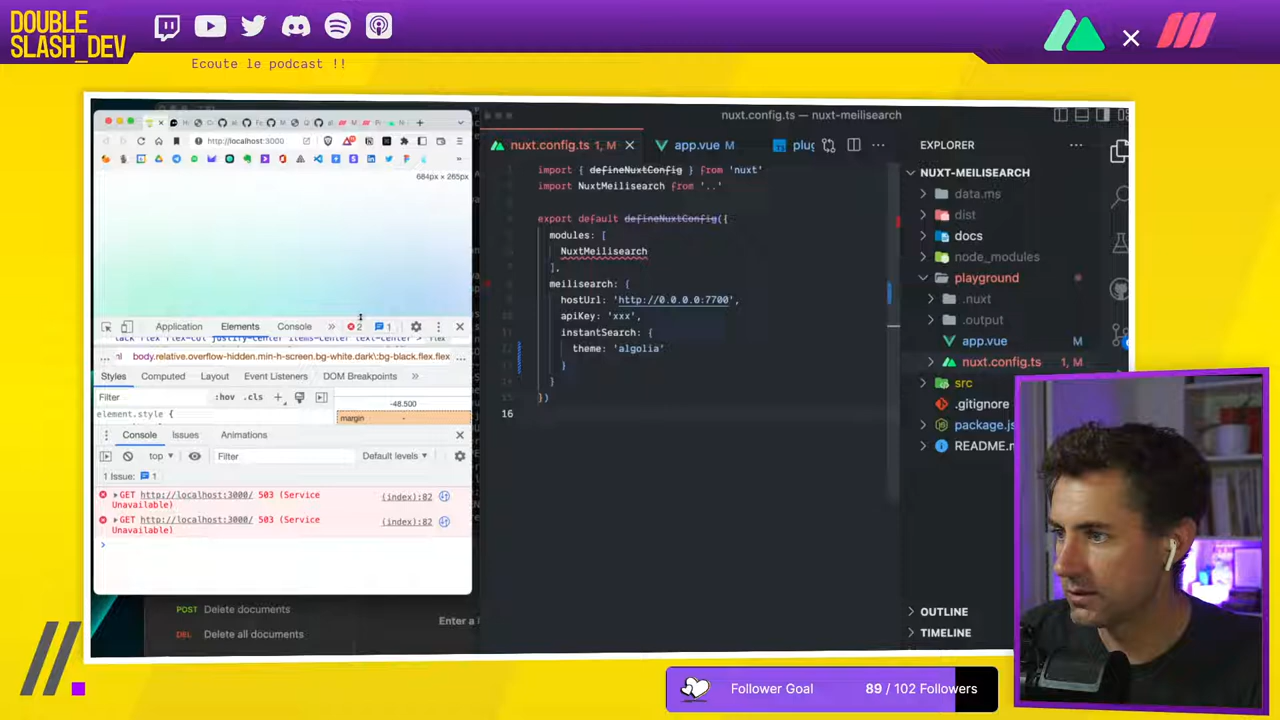 DOUBLE
SLASH_DEV
Ecoute le podcast !!
http://localhost:3000
684px × 265px
Application
Elements
Console
2
1
body.relative.overflow-hidden.min-h-screen.bg-white.dark\:bg-black.flex.flex
Styles
Computed
Layout
Event Listeners
DOM Breakpoints
Filter
:hov .cls
element.style {
-48.500
margin
Console
Issues
Animations
top
Filter
Default levels
1 Issue:
1
GET http://localhost:3000/ 503 (Service
Unavailable)
(index):82
GET http://localhost:3000/ 503 (Service
Unavailable)
(index):82
POST Delete documents
DEL Delete all documents
Enter a
nuxt.config.ts — nuxt-meilisearch
nuxt.config.ts 1, M
app.vue M
import { defineNuxtConfig } from 'nuxt'
import NuxtMeilisearch from '..'
export default defineNuxtConfig({
modules: [
NuxtMeilisearch
],
meilisearch: {
hostUrl: 'http://0.0.0.0:7700',
apiKey: 'xxx',
instantSearch: {
theme: 'algolia'
}
}
})
16
EXPLORER
NUXT-MEILISEARCH
data.ms
dist
docs
node_modules
playground
.nuxt
.output
app.vue M
nuxt.config.ts 1, M
src
.gitignore
package.js
README.m
OUTLINE
TIMELINE
Follower Goal
89 / 102 Followers